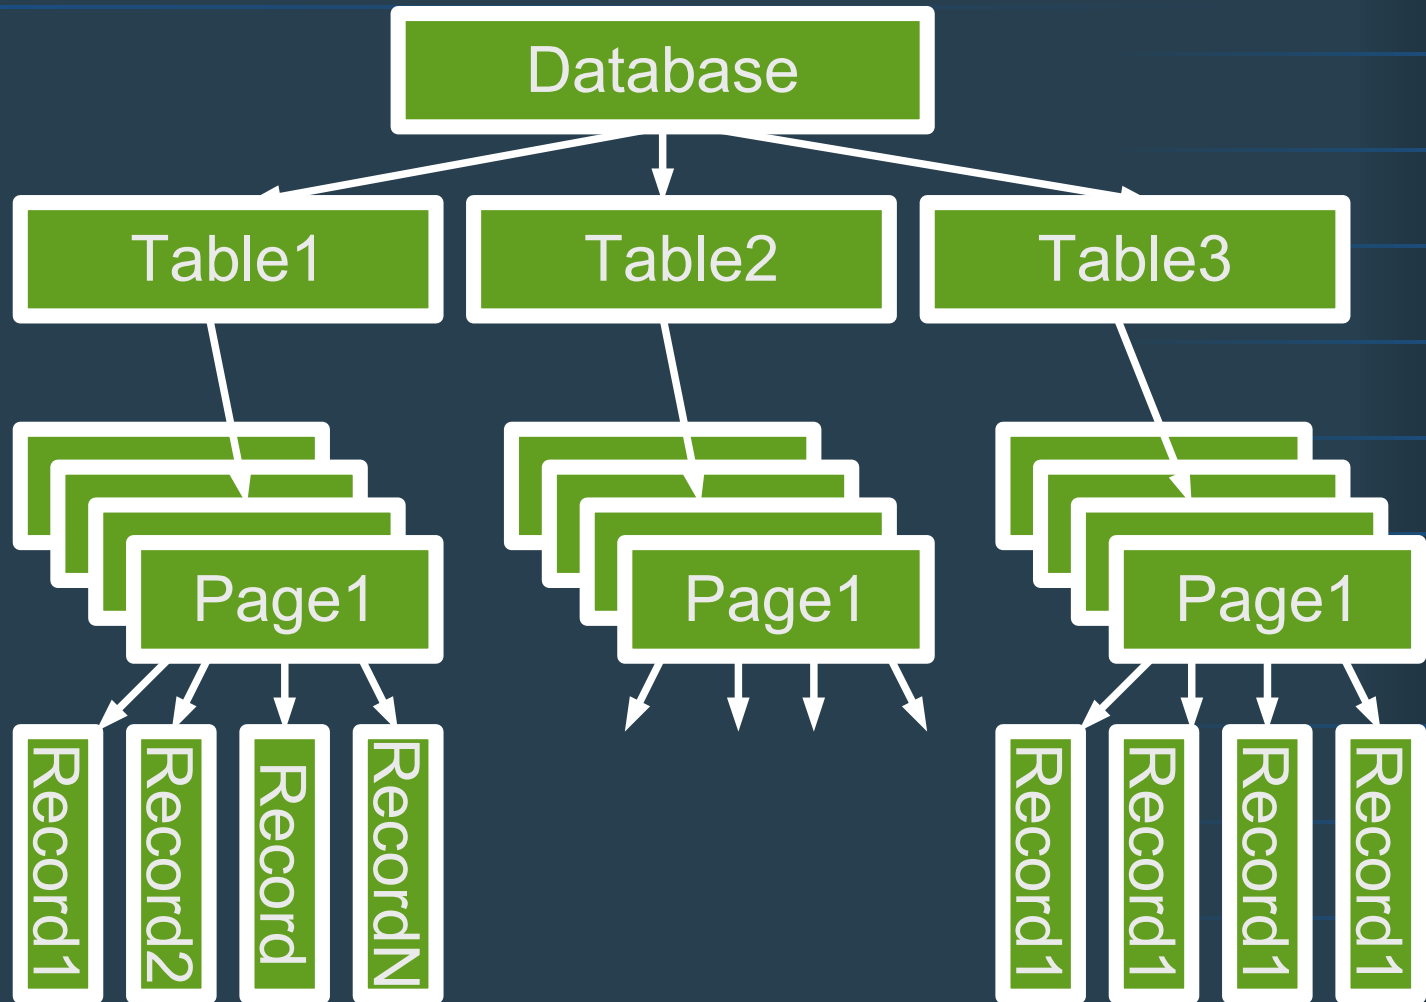 Database
Table1
Table2
Table3
Page1
Page1
Page1
Record1
Record2
Record
RecordN
Record1
Record1
Record1
Record1